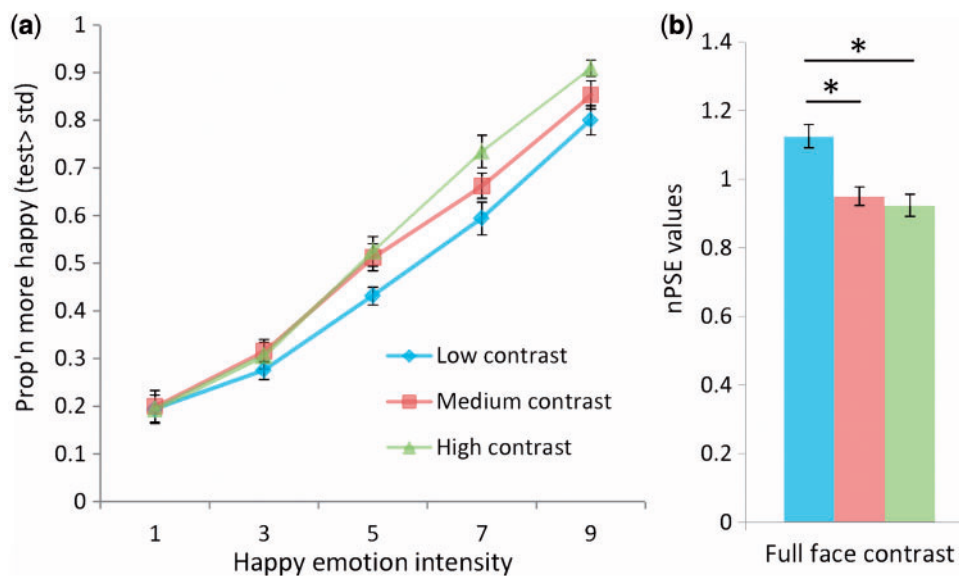 (a)
Prop'n more happy (test> std)
1
0.9
0.8
0.7
0.6
0.5
0.4
0.3
0.2
0.1
0
1 3 5 7 9
Happy emotion intensity
Low contrast
Medium contrast
High contrast
(b)
nPSE values
1.4
1.2
1
0.8
0.6
0.4
0.2
0
*
*
Full face contrast